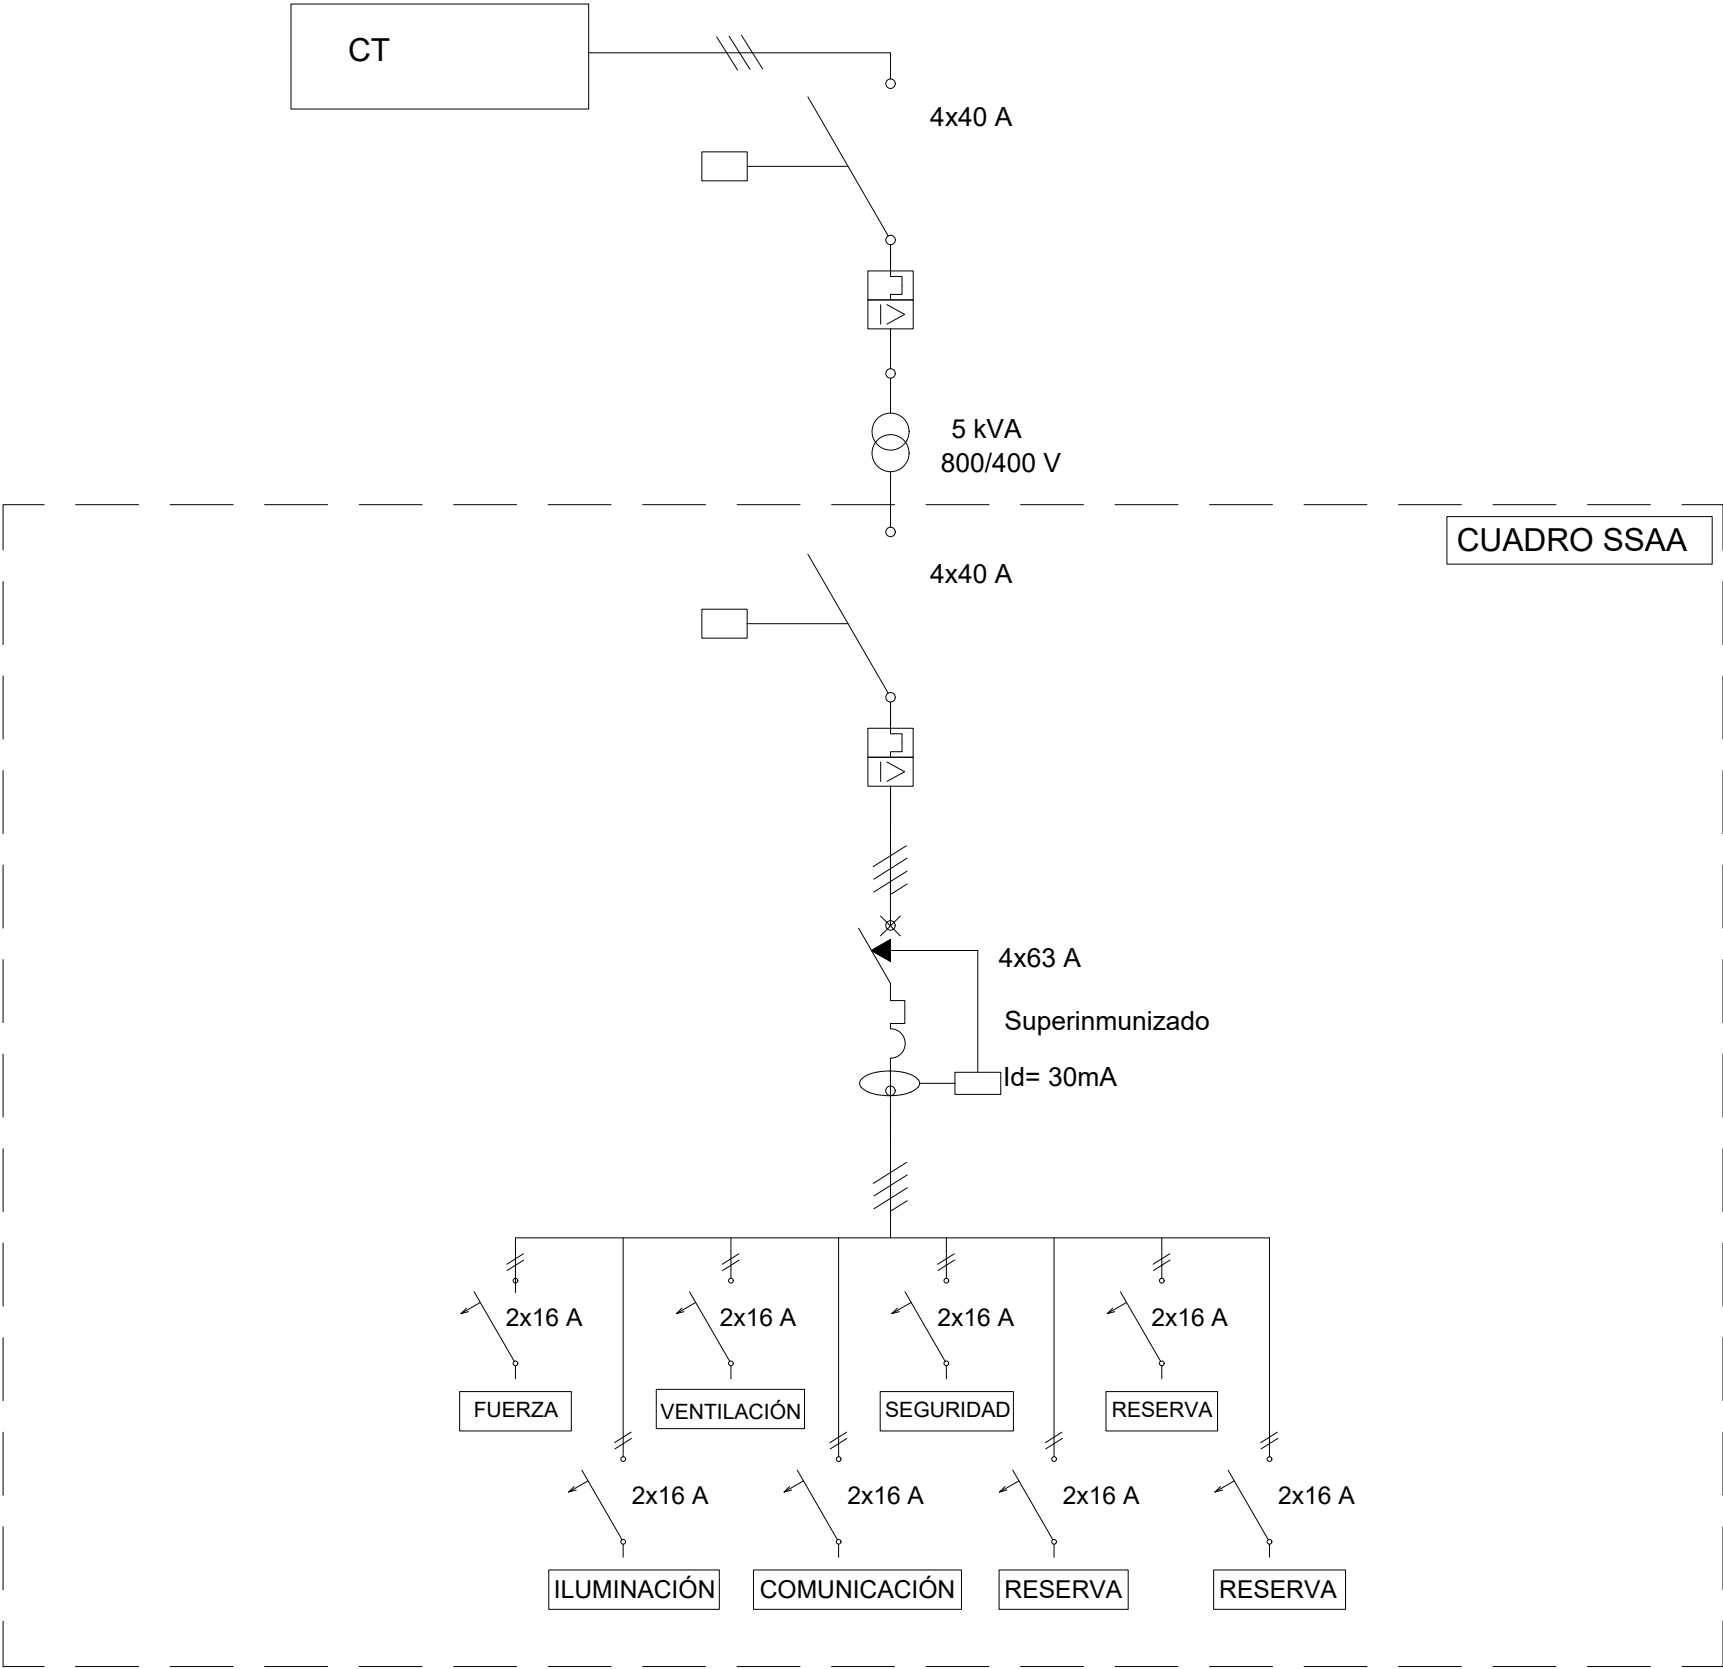 CT
4x40 A
5 kVA
800/400 V
CUADRO SSAA
4x40 A
4x63 A
Superinmunizado
Id= 30mA
2x16 A
2x16 A
2x16 A
2x16 A
FUERZA
VENTILACIÓN
SEGURIDAD
RESERVA
2x16 A
2x16 A
2x16 A
2x16 A
ILUMINACIÓN
COMUNICACIÓN
RESERVA
RESERVA